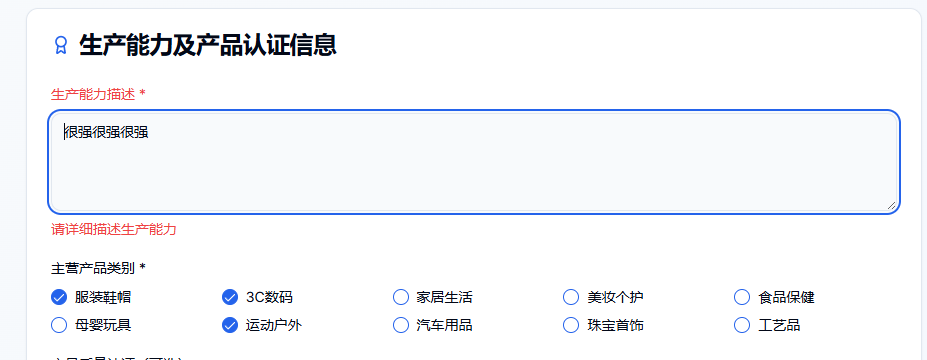 生产能力及产品认证信息
生产能力描述 *
很强很强很强
请详细描述生产能力
主营产品类别 *
服装鞋帽 3C数码 家居生活 美妆个护 食品保健
母婴玩具 运动户外 汽车用品 珠宝首饰 工艺品